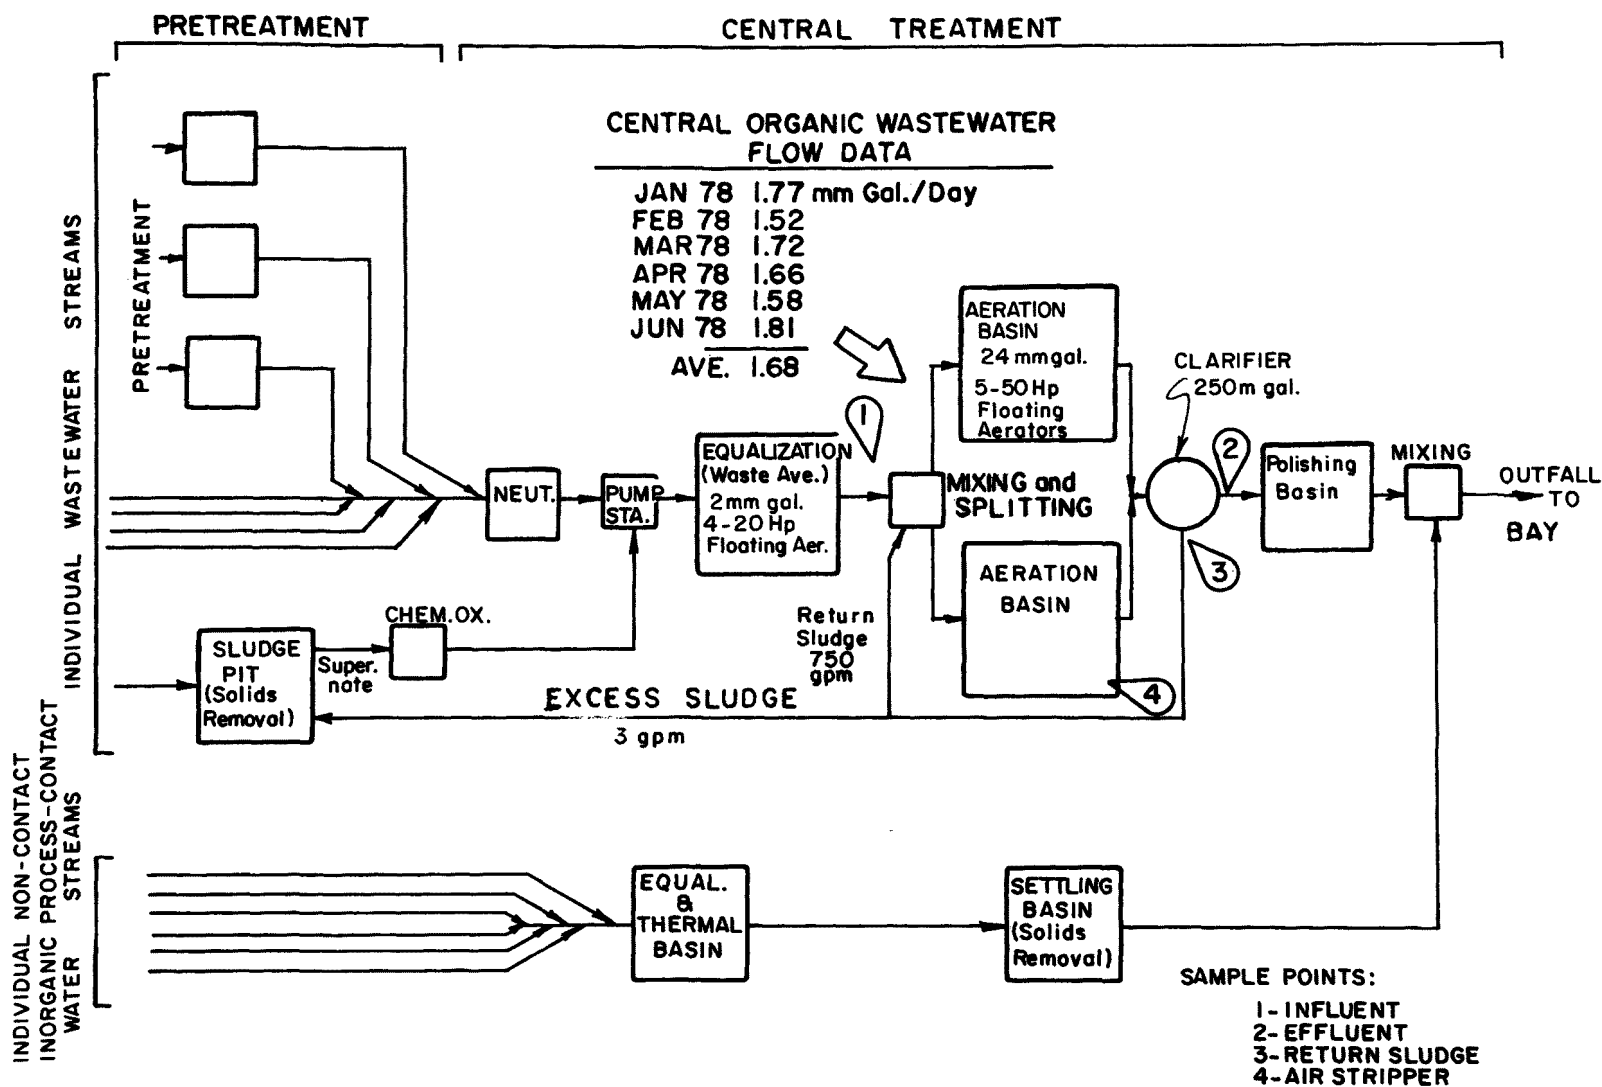 PRETREATMENT
CENTRAL TREATMENT
CENTRAL ORGANIC WASTEWATER
FLOW DATA
JAN 78 1.77 mm Gal./Day
FEB 78 1.52
MAR 78 1.72
APR 78 1.66
MAY 78 1.58
JUN 78 1.81
AVE. 1.68
INDIVIDUAL WASTEWATER STREAMS
PRETREATMENT
NEUT.
PUMP
STA.
EQUALIZATION
(Waste Ave.)
2mm gal.
4-20 Hp
Floating Aer.
1
MIXING and
SPLITTING
AERATION
BASIN
24 mmgal.
5-50 Hp
Floating
Aerators
AERATION
BASIN
4
CLARIFIER
250m gal.
2
3
Polishing
Basin
MIXING
OUTFALL
TO
BAY
SLUDGE
PIT
(Solids
Removal)
Super.
nate
CHEM.OX.
Return
Sludge
750
gpm
EXCESS SLUDGE
3 gpm
INDIVIDUAL NON-CONTACT
INORGANIC PROCESS-CONTACT
WATER STREAMS
EQUAL.
&
THERMAL
BASIN
SETTLING
BASIN
(Solids
Removal)
SAMPLE POINTS:
1-INFLUENT
2-EFFLUENT
3-RETURN SLUDGE
4-AIR STRIPPER